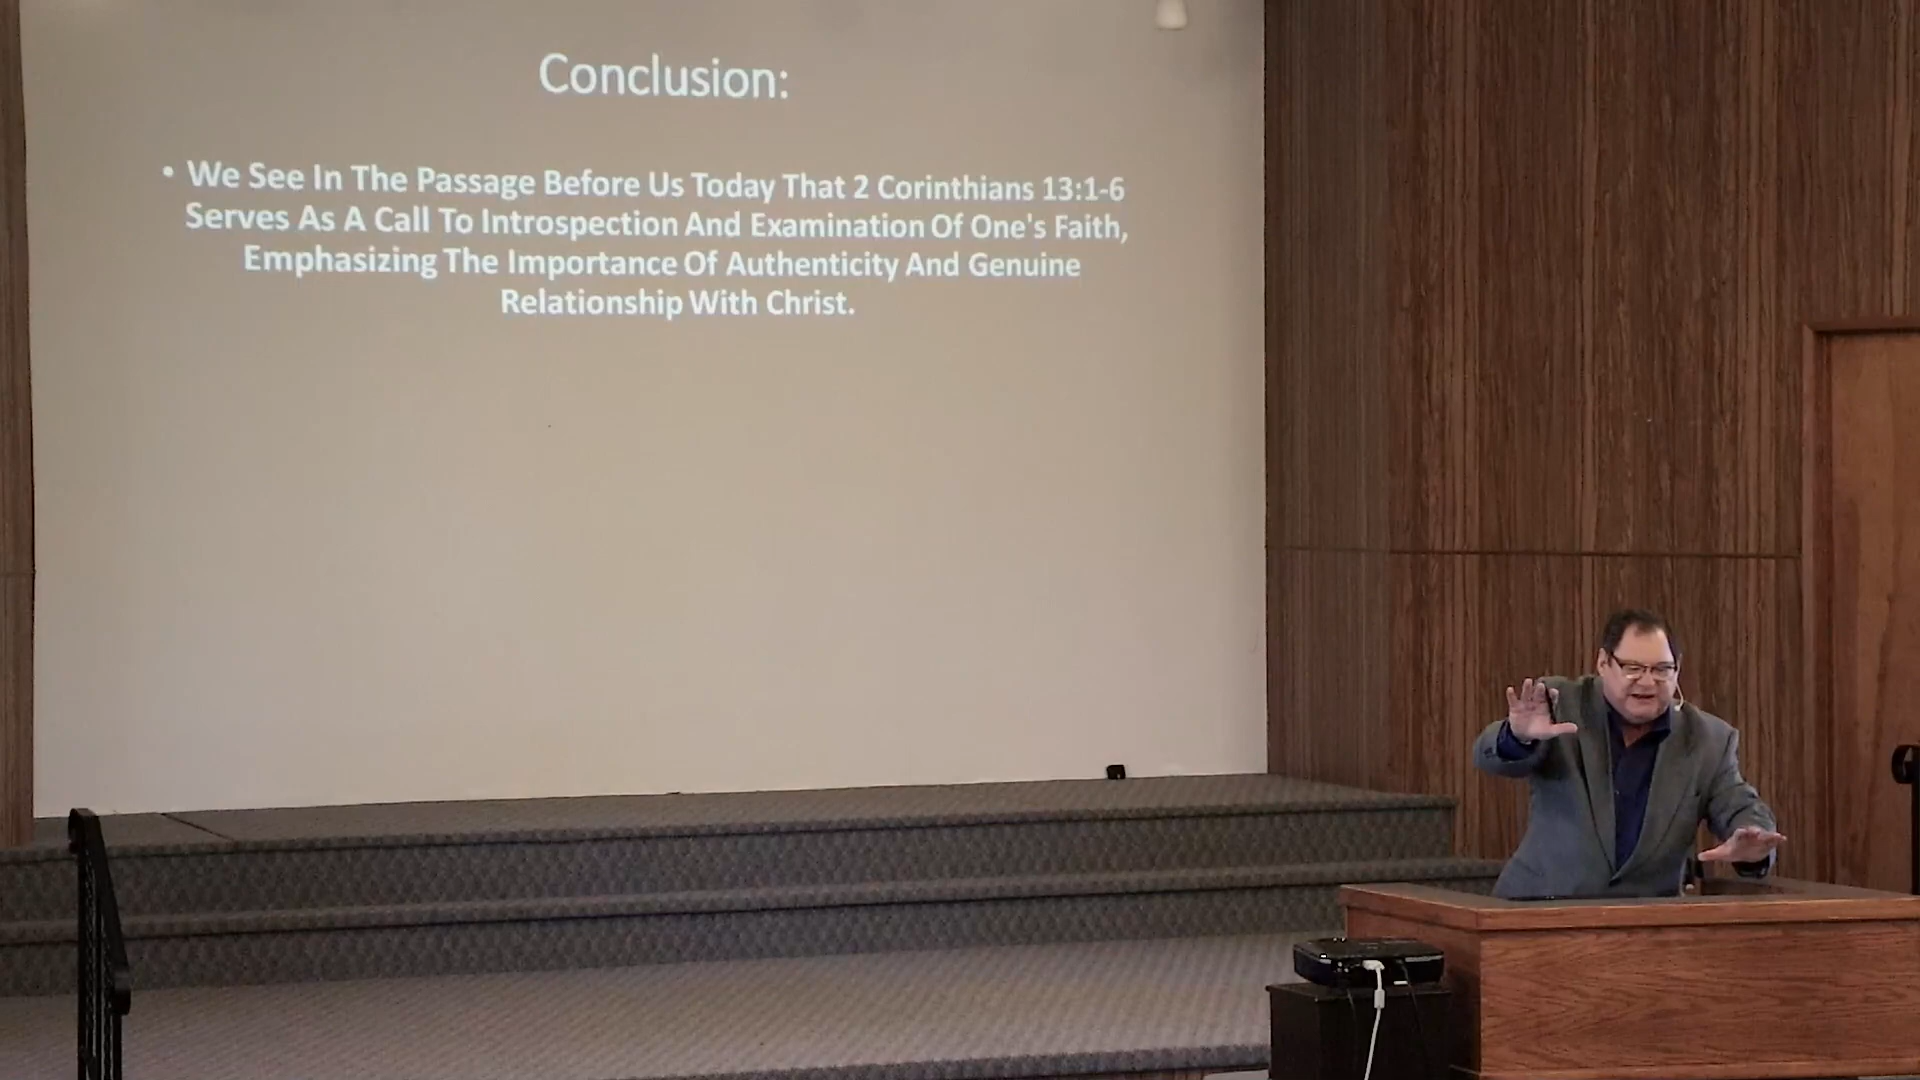 Conclusion:
• We See In The Passage Before Us Today That 2 Corinthians 13:1-6
Serves As A Call To Introspection And Examination Of One's Faith,
Emphasizing The Importance Of Authenticity And Genuine
Relationship With Christ.